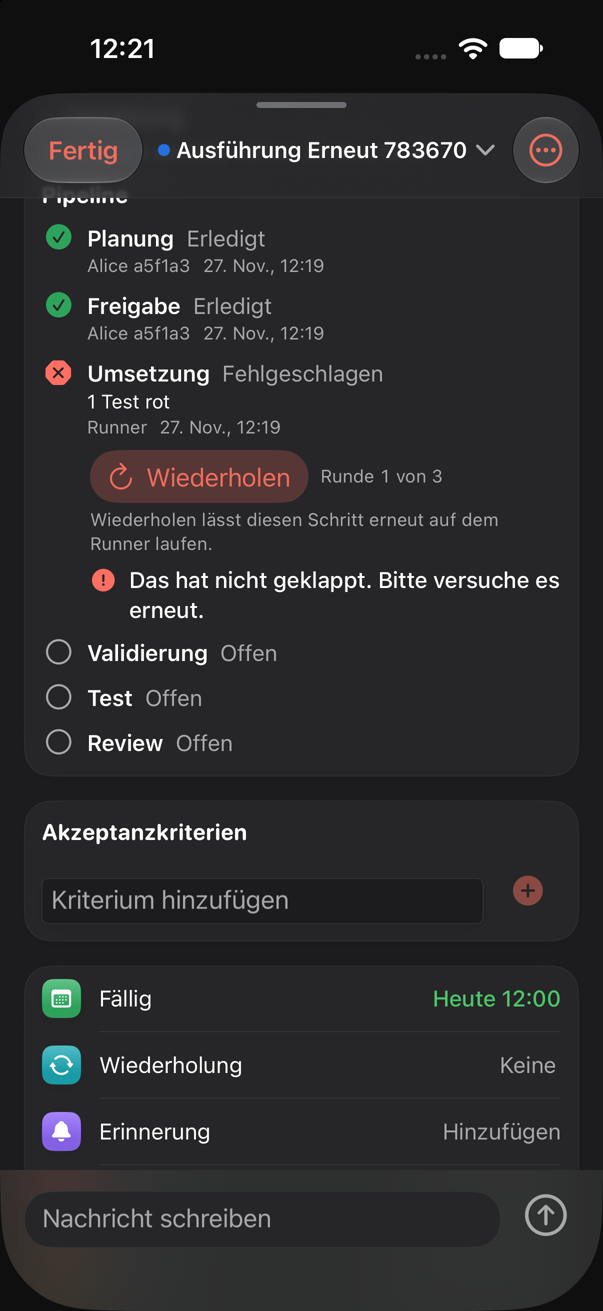 12:21
Fertig
Ausführung Erneut 783670
Pipeline
Planung Erledigt
Alice a5f1a3 27. Nov., 12:19
Freigabe Erledigt
Alice a5f1a3 27. Nov., 12:19
Umsetzung Fehlgeschlagen
1 Test rot
Runner 27. Nov., 12:19
Wiederholen Runde 1 von 3
Wiederholen lässt diesen Schritt erneut auf dem
Runner laufen.
Das hat nicht geklappt. Bitte versuche es
erneut.
Validierung Offen
Test Offen
Review Offen
Akzeptanzkriterien
Kriterium hinzufügen
Fällig Heute 12:00
Wiederholung Keine
Erinnerung Hinzufügen
Nachricht schreiben